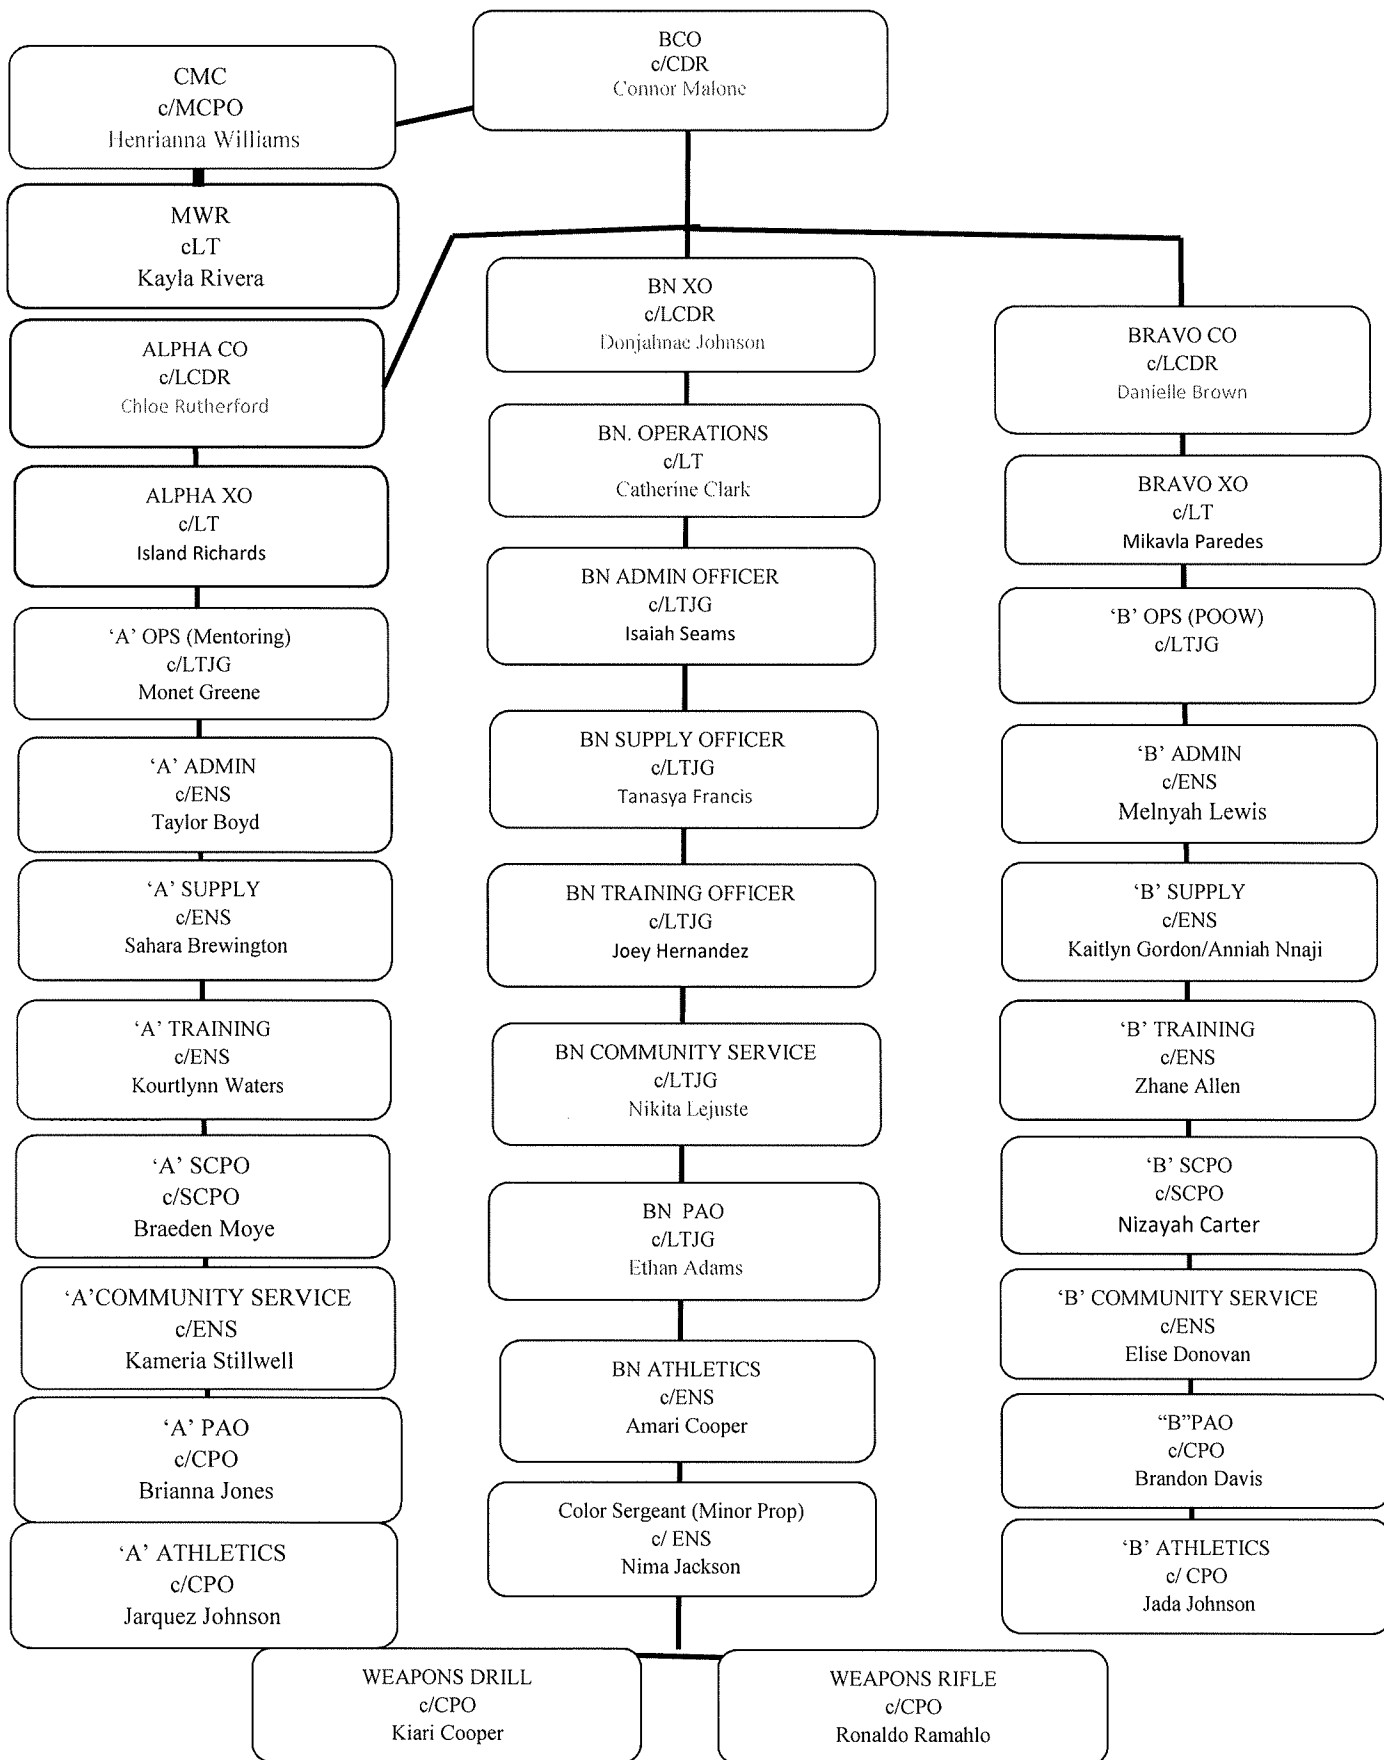 BCO
c/CDR
Connor Malone
CMC
c/MCPO
Henrianna Williams
MWR
cLT
Kayla Rivera
ALPHA CO
c/LCDR
Chloe Rutherford
ALPHA XO
c/LT
Island Richards
‘A’ OPS (Mentoring)
c/LTJG
Monet Greene
‘A’ ADMIN
c/ENS
Taylor Boyd
‘A’ SUPPLY
c/ENS
Sahara Brewington
‘A’ TRAINING
c/ENS
Kourtlynn Waters
‘A’ SCPO
c/SCPO
Braeden Moye
‘A’COMMUNITY SERVICE
c/ENS
Kameria Stillwell
‘A’ PAO
c/CPO
Brianna Jones
‘A’ ATHLETICS
c/CPO
Jarquez Johnson
BN XO
c/LCDR
Donjahnae Johnson
BN. OPERATIONS
c/LT
Catherine Clark
BN ADMIN OFFICER
c/LTJG
Isaiah Seams
BN SUPPLY OFFICER
c/LTJG
Tanasya Francis
BN TRAINING OFFICER
c/LTJG
Joey Hernandez
BN COMMUNITY SERVICE
c/LTJG
Nikita Lejuste
BN PAO
c/LTJG
Ethan Adams
BN ATHLETICS
c/ENS
Amari Cooper
Color Sergeant (Minor Prop)
c/ ENS
Nima Jackson
BRAVO CO
c/LCDR
Danielle Brown
BRAVO XO
c/LT
Mikavla Paredes
‘B’ OPS (POOW)
c/LTJG
‘B’ ADMIN
c/ENS
Melnyah Lewis
‘B’ SUPPLY
c/ENS
Kaitlyn Gordon/Anniah Nnaji
‘B’ TRAINING
c/ENS
Zhane Allen
‘B’ SCPO
c/SCPO
Nizayah Carter
‘B’ COMMUNITY SERVICE
c/ENS
Elise Donovan
“B”PAO
c/CPO
Brandon Davis
‘B’ ATHLETICS
c/ CPO
Jada Johnson
WEAPONS DRILL
c/CPO
Kiari Cooper
WEAPONS RIFLE
c/CPO
Ronaldo Ramahlo